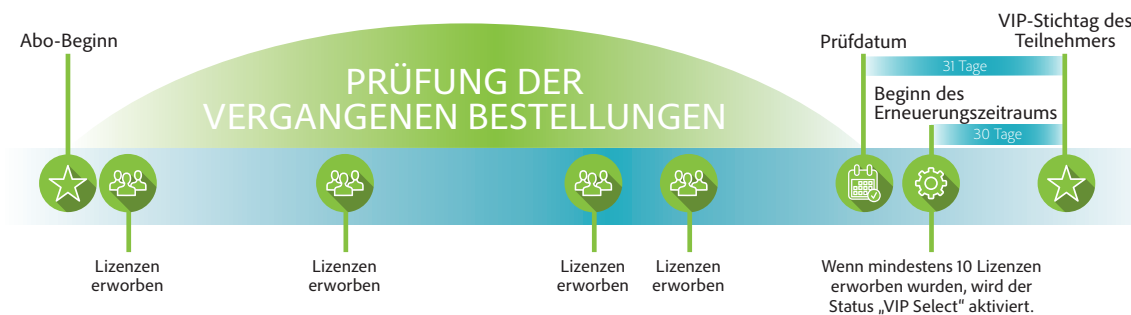 Abo-Beginn
PRÜFUNG DER
VERGANGENEN BESTELLUNGEN
Prüfdatum
VIP-Stichtag des
Teilnehmers
31 Tage
Beginn des
Erneuerungszeitraums
30 Tage
Lizenzen
erworben
Lizenzen
erworben
Lizenzen
erworben
Lizenzen
erworben
Wenn mindestens 10 Lizenzen
erworben wurden, wird der
Status „VIP Select“ aktiviert.